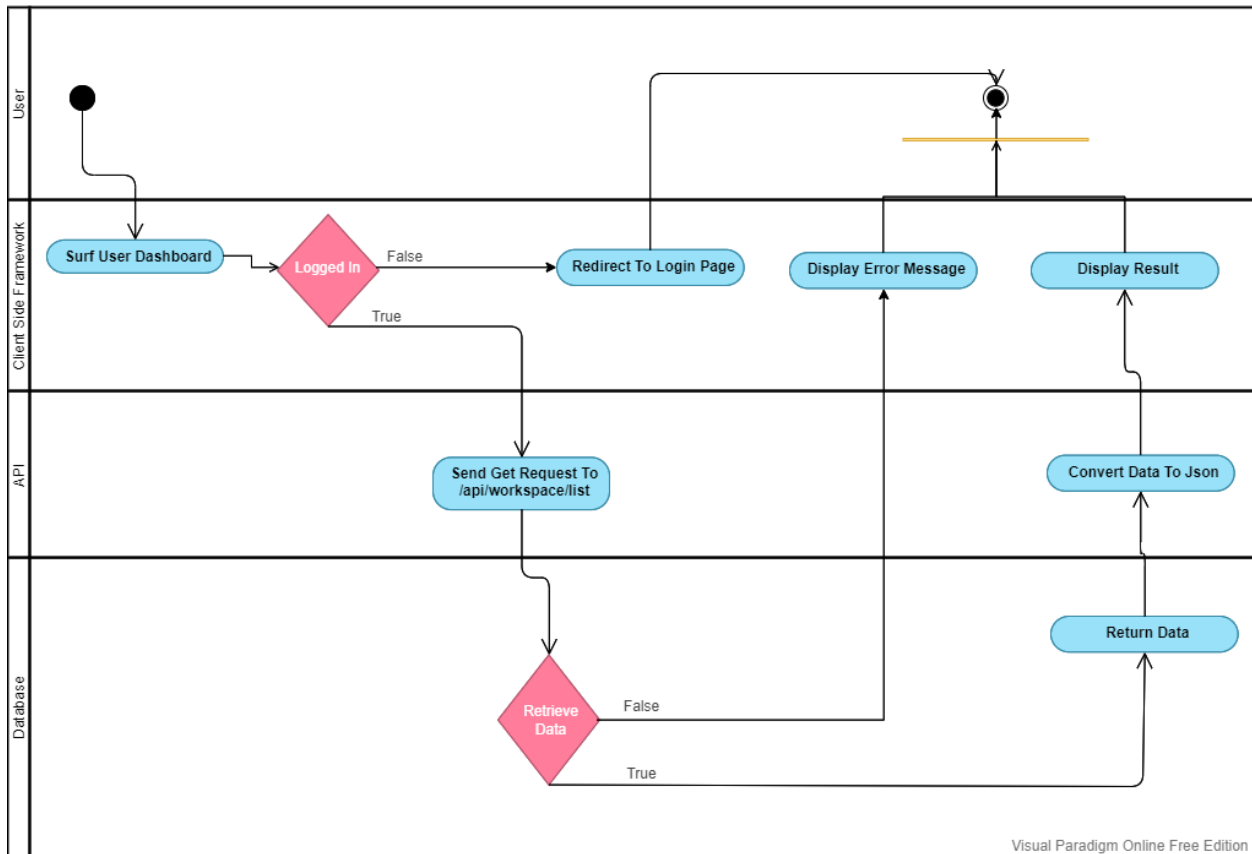 User
Surf User Dashboard
Logged In
False
True
Redirect To Login Page
Display Error Message
Display Result
Client Side Framework
Send Get Request To
/api/workspace/list
Convert Data To Json
API
Return Data
Retrieve
Data
False
True
Database
Visual Paradigm Online Free Edition